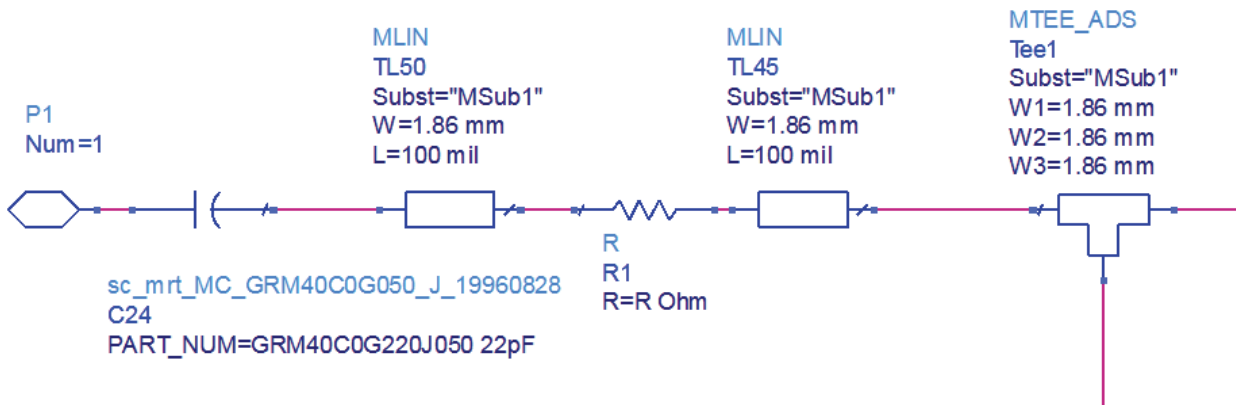 P1
Num=1
MLIN
TL50
Subst="MSub1"
W=1.86 mm
L=100 mil
MLIN
TL45
Subst="MSub1"
W=1.86 mm
L=100 mil
MTEE_ADS
Tee1
Subst="MSub1"
W1=1.86 mm
W2=1.86 mm
W3=1.86 mm
sc_mrt_MC_GRM40C0G050_J_19960828
C24
PART_NUM=GRM40C0G220J050 22pF
R
R1
R=R Ohm